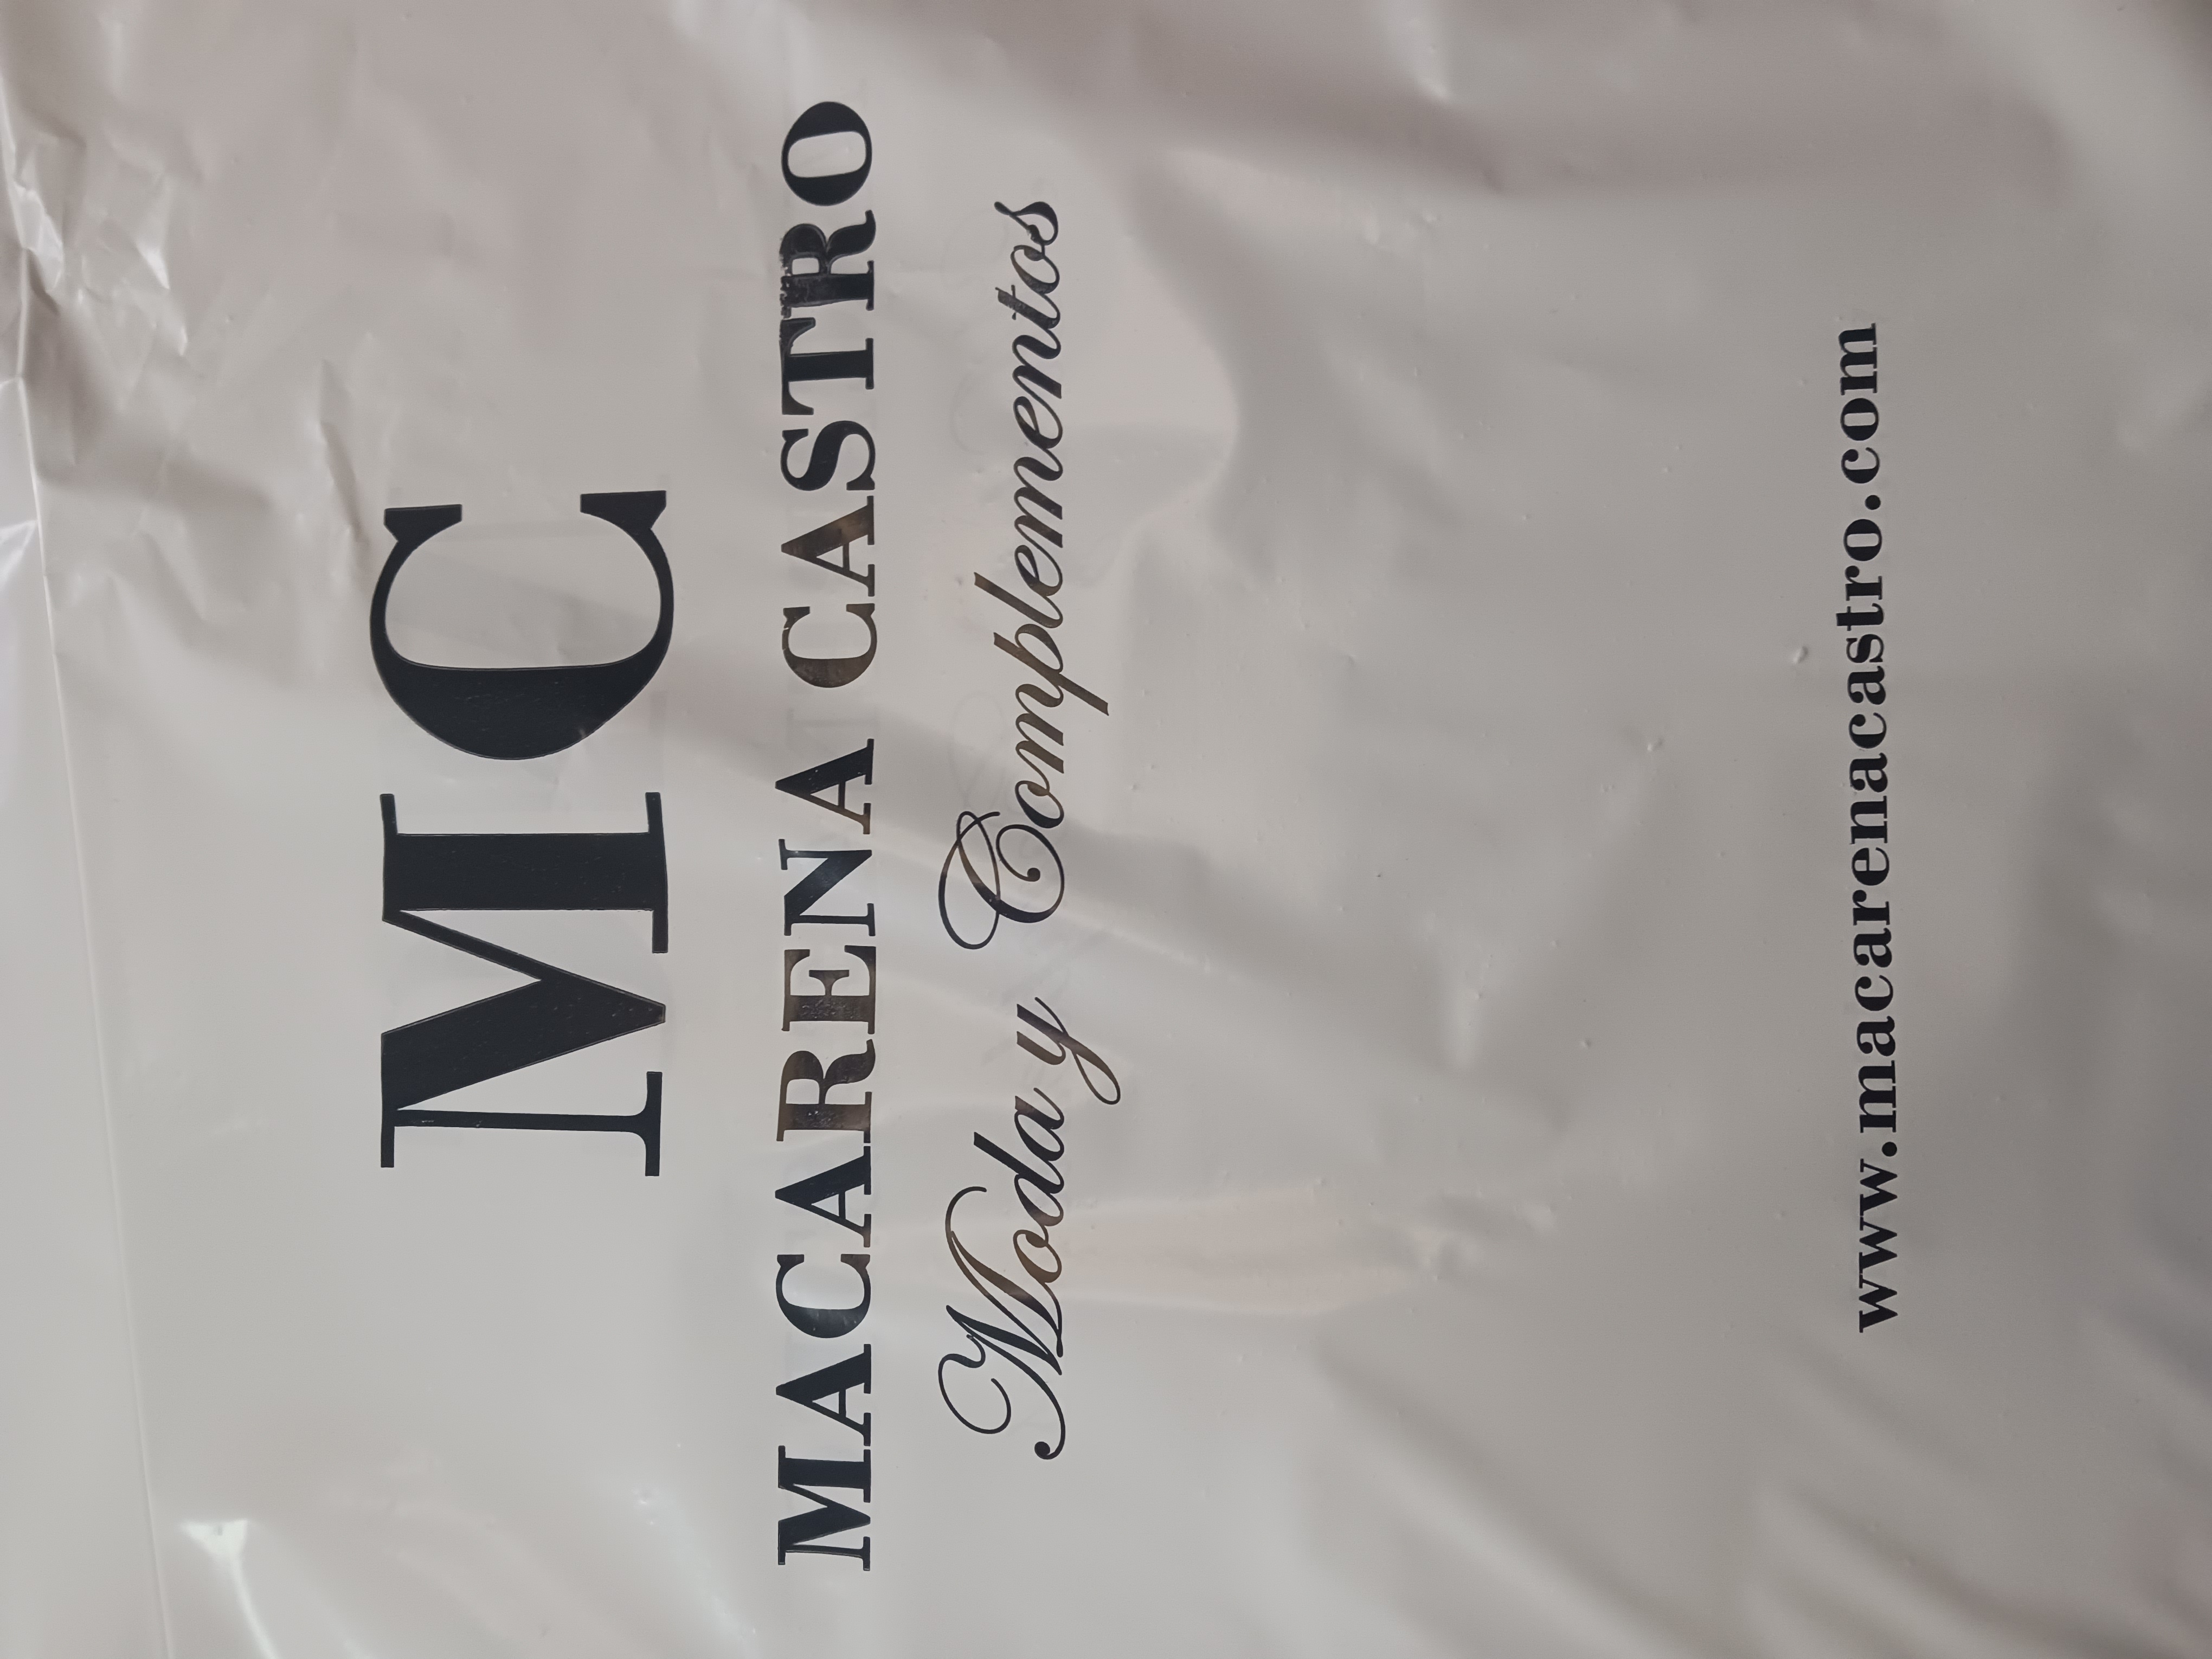 MC
MACARENA CASTRO
Moda y Complementos
www.macarenacastro.com